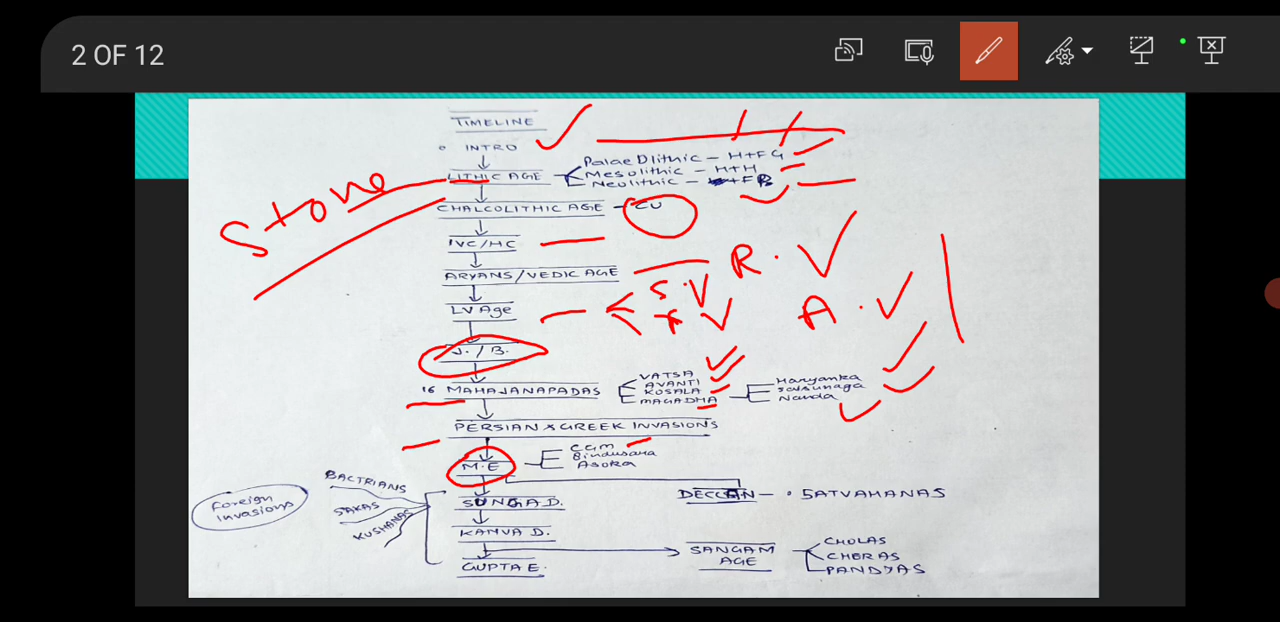 2 OF 12
TIMELINE
INTRO
LITHIC AGE
Palaeolithic - H+FG
Mesolithic - H+H
Neolithic - +FP
Stone
CHALCOLITHIC AGE - CU
IVC/HC
ARYANS/VEDIC AGE
R.
S.
A.
LV Age
J./B.
16 MAHAJANAPADAS
VATSA
AVANTI
KOSALA
MAGADHA
Haryanka
Saisunaga
Nanda
PERSIAN & GREEK INVASIONS
M.E
CGM
Bindusara
Asoka
Foreign
invasions
BACTRIANS
SAKAS
KUSHANAS
SUNGA D.
DECCAN - . SATVAHANAS
KANVA D.
SANGAM
AGE
CHOLAS
CHERAS
PANDYAS
GUPTA E.